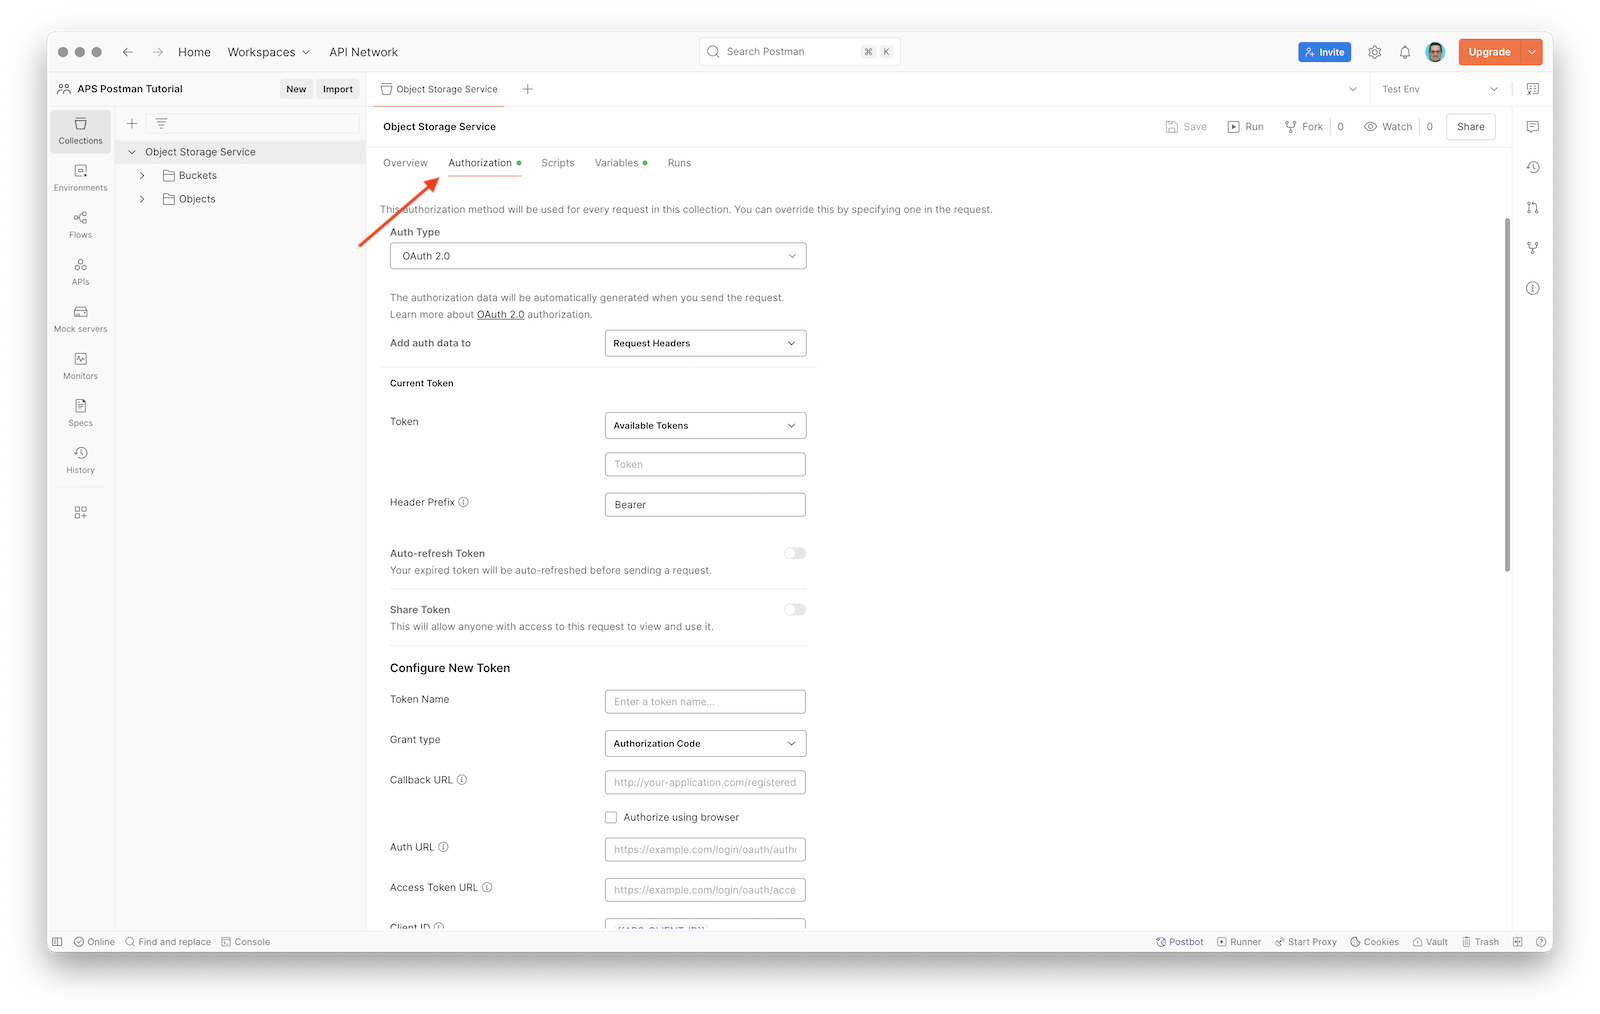 Home Workspaces API Network Search Postman ⌘ K Invite Upgrade
APS Postman Tutorial New Import Object Storage Service Test Env
Object Storage Service Save Run Fork 0 Watch 0 Share
Overview Authorization Scripts Variables Runs
Collections
Environments
Flows
APIs
Mock servers
Monitors
Specs
History
Object Storage Service
Buckets
Objects
This authorization method will be used for every request in this collection. You can override this by specifying one in the request.
Auth Type
OAuth 2.0
The authorization data will be automatically generated when you send the request.
Learn more about OAuth 2.0 authorization.
Add auth data to Request Headers
Current Token
Token Available Tokens
Token
Header Prefix Bearer
Auto-refresh Token
Your expired token will be auto-refreshed before sending a request.
Share Token
This will allow anyone with access to this request to view and use it.
Configure New Token
Token Name Enter a token name...
Grant type Authorization Code
Callback URL http://your-application.com/registered
Authorize using browser
Auth URL https://example.com/login/oauth/autho
Access Token URL https://example.com/login/oauth/acce
Client ID {{APS_CLIENT_ID}}
Online Find and replace Console Postbot Runner Start Proxy Cookies Vault Trash